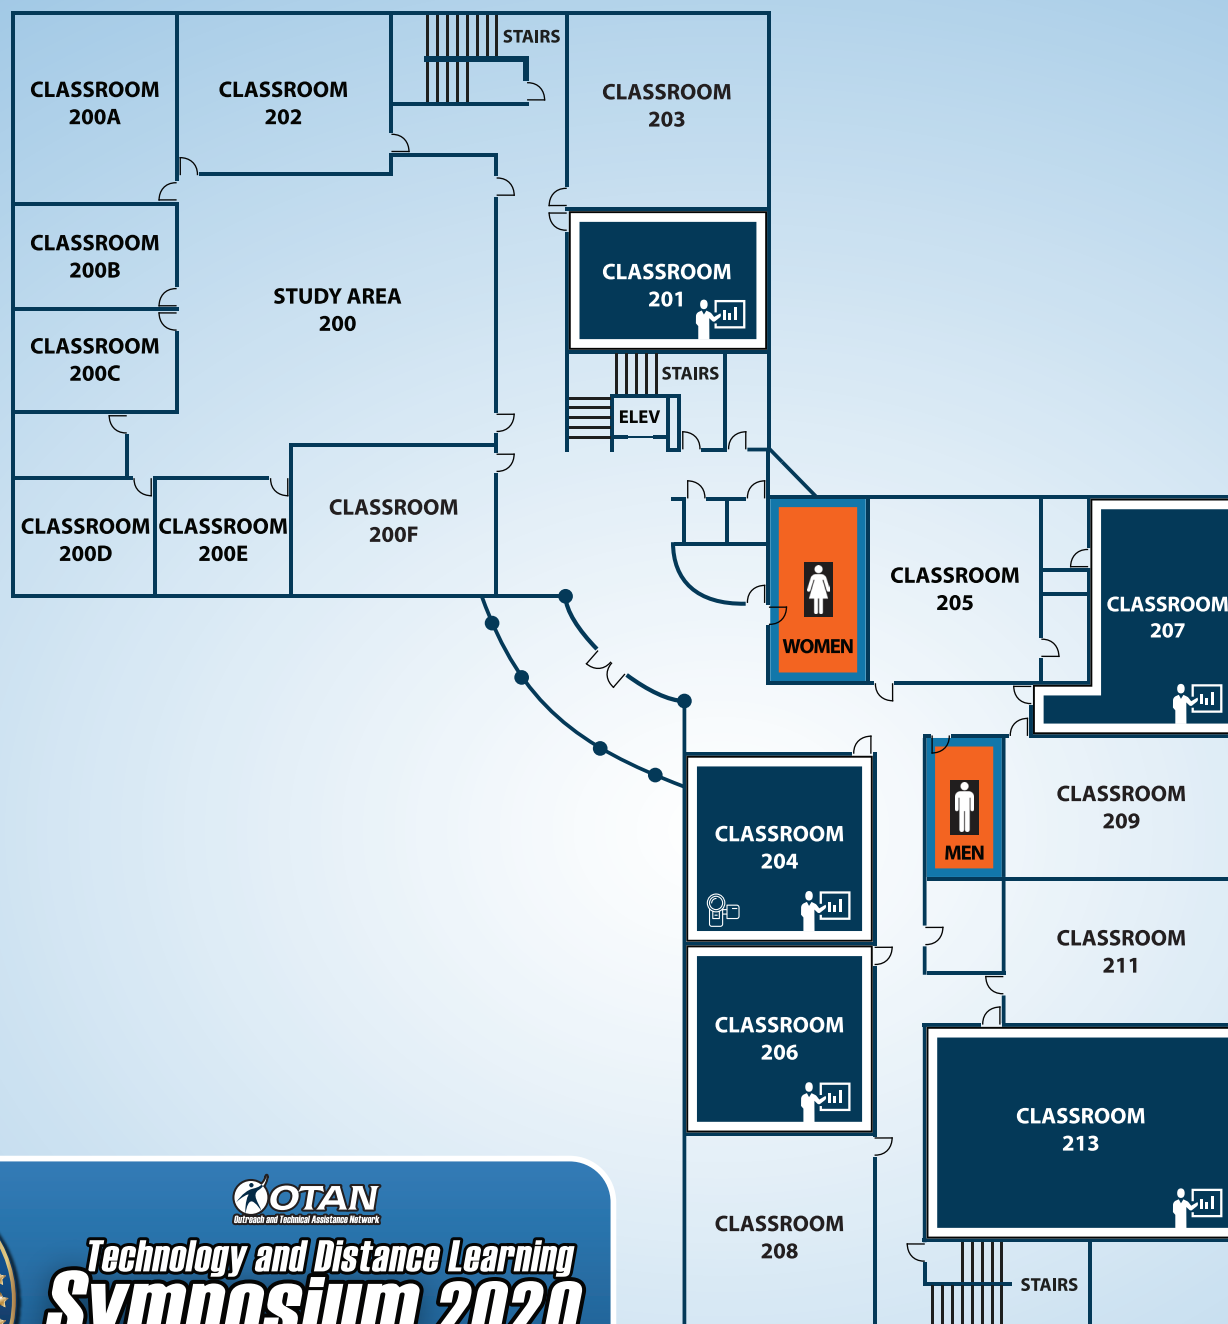 STAIRS
CLASSROOM
200A
CLASSROOM
202
CLASSROOM
203
CLASSROOM
200B
STUDY AREA
200
CLASSROOM
201
CLASSROOM
200C
STAIRS
ELEV
CLASSROOM
200D
CLASSROOM
200E
CLASSROOM
200F
WOMEN
CLASSROOM
205
CLASSROOM
207
CLASSROOM
204
MEN
CLASSROOM
209
CLASSROOM
211
CLASSROOM
206
CLASSROOM
213
CLASSROOM
208
STAIRS
OTAN
Outreach and Technical Assistance Network
Technology and Distance Learning
Symposium 2020